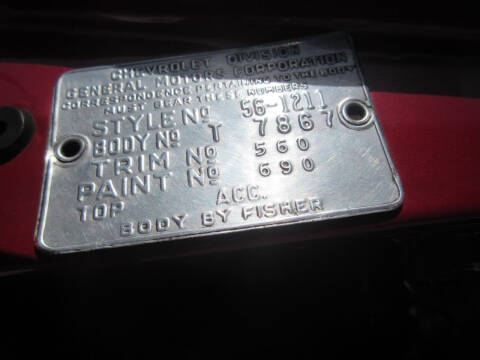 CHEVROLET DIVISION
GENERAL MOTORS CORPORATION
CORRESPONDENCE PERTAINING TO THE BODY
MUST BEAR THESE NUMBERS
STYLE No 56-1211
BODY No T 7867
TRIM No 560
PAINT No 690
TOP ACC.
BODY BY FISHER